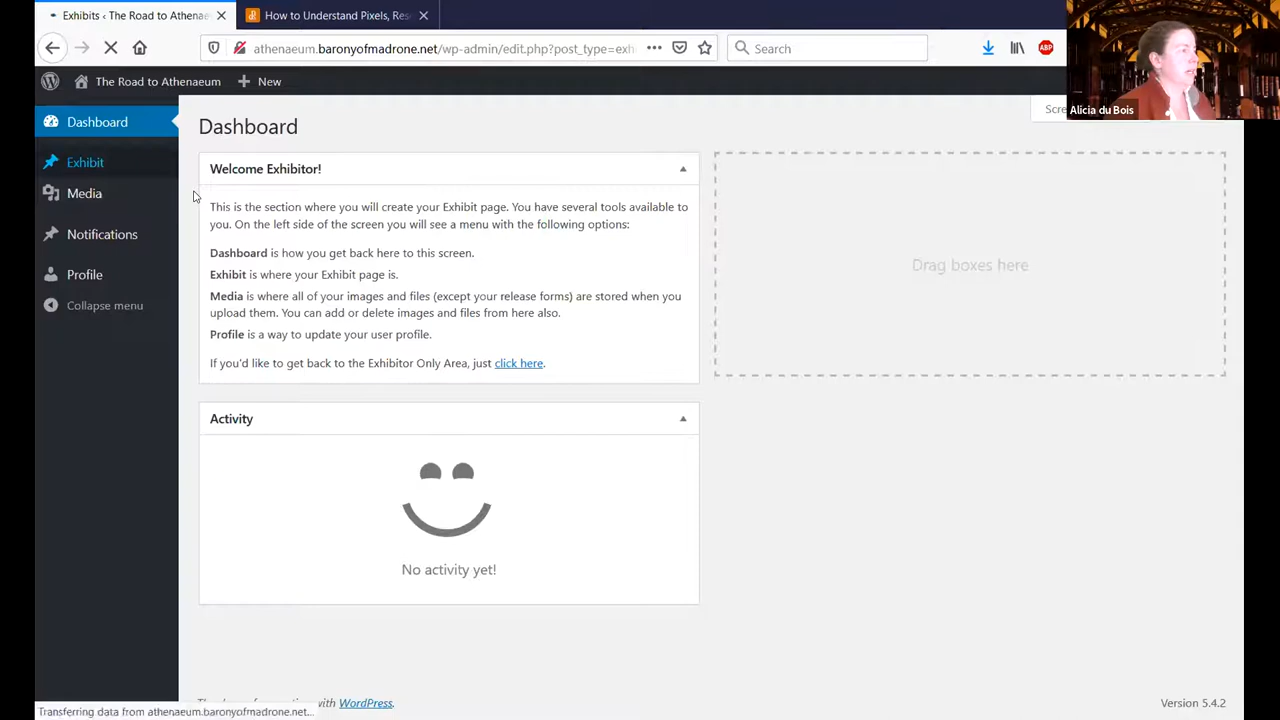 Exhibits ‹ The Road to Athenaeu
How to Understand Pixels, Res
athenaeum.baronyofmadrone.net/wp-admin/edit.php?post_type=exh
Search
ABP
Alicia du Bois
The Road to Athenaeum
New
Dashboard
Exhibit
Media
Notifications
Profile
Collapse menu
Dashboard
Scre
Welcome Exhibitor!
This is the section where you will create your Exhibit page. You have several tools available to
you. On the left side of the screen you will see a menu with the following options:
Dashboard is how you get back here to this screen.
Exhibit is where your Exhibit page is.
Media is where all of your images and files (except your release forms) are stored when you
upload them. You can add or delete images and files from here also.
Profile is a way to update your user profile.
If you'd like to get back to the Exhibitor Only Area, just click here.
Drag boxes here
Activity
No activity yet!
with WordPress.
Version 5.4.2
Transferring data from athenaeum.baronyofmadrone.net...